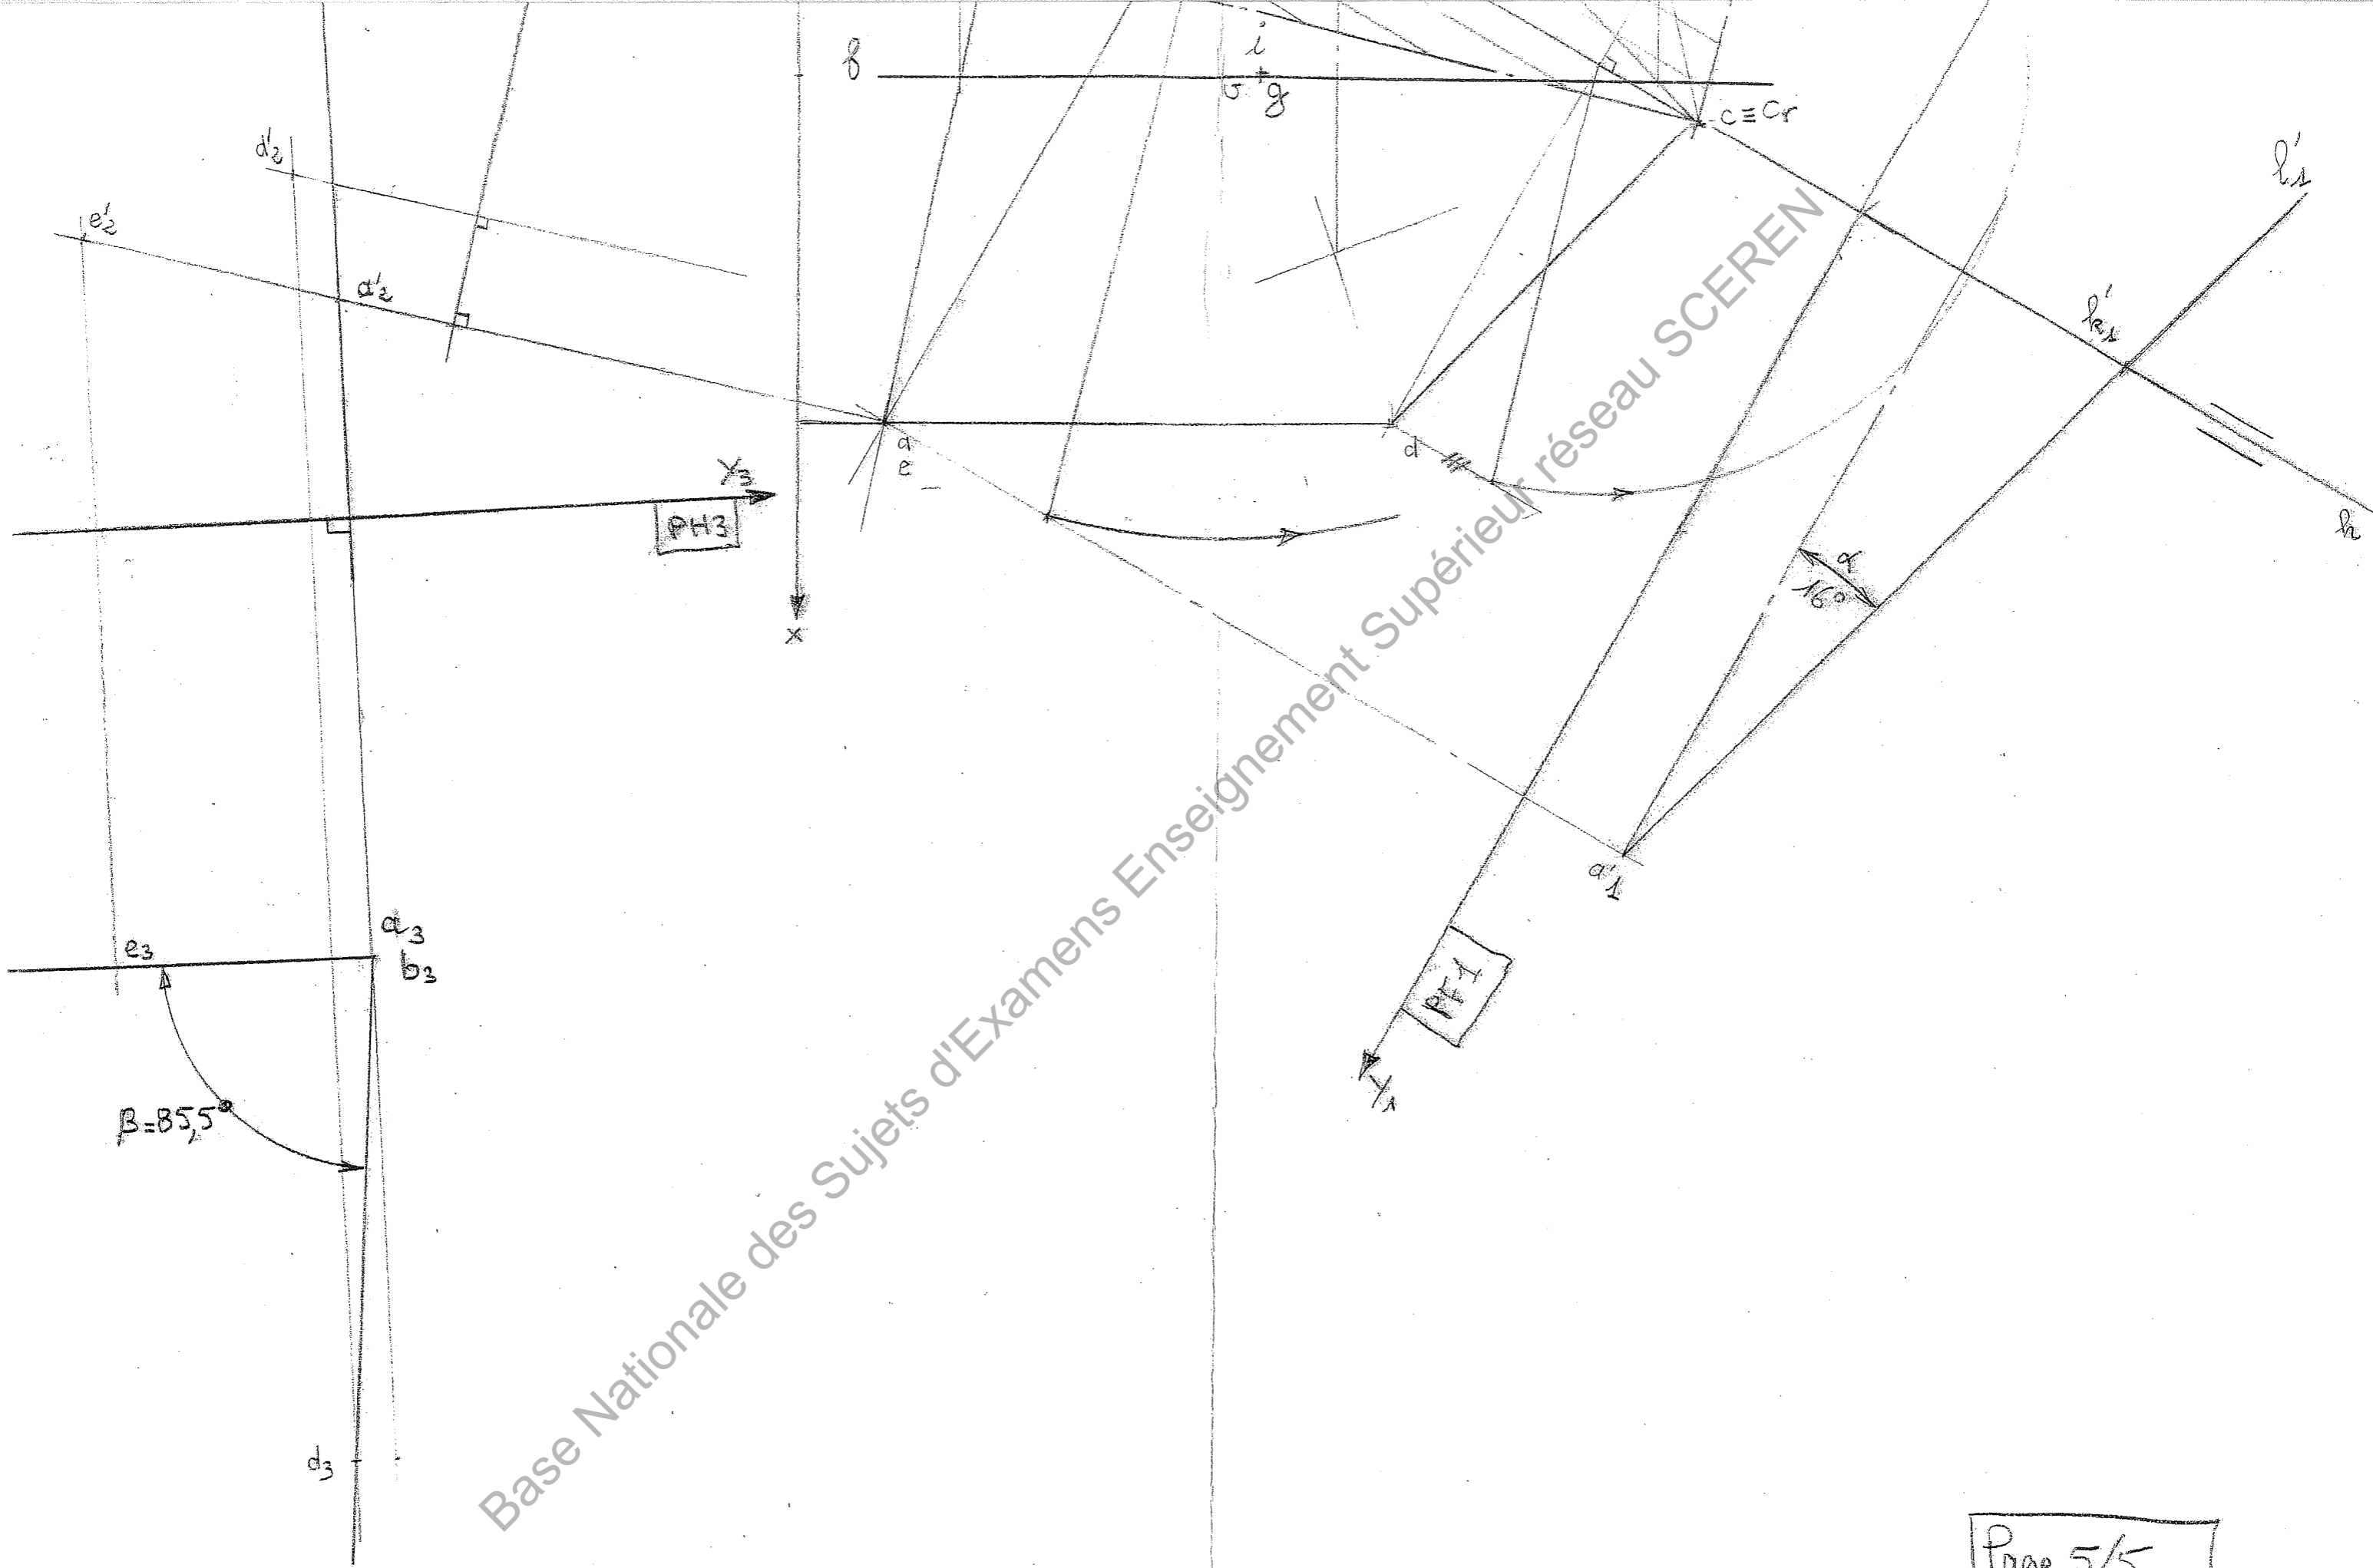 i
f
g
c ≡ cr
d'2
e'2
a'2
l'1
k'1
a
e
d
Y3
PH3
x
α
16°
h
a'1
a3
b3
e3
PF1
Y1
β=85,5°
d3
Base Nationale des Sujets d'Examens Enseignement Supérieur réseau SCEREN
Page 5/5